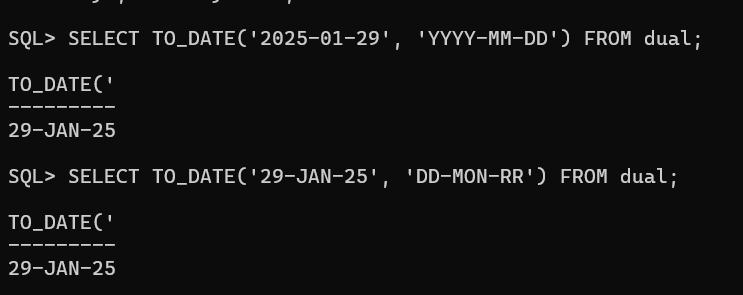 SQL> SELECT TO_DATE('2025-01-29', 'YYYY-MM-DD') FROM dual;
TO_DATE('
---------
29-JAN-25
SQL> SELECT TO_DATE('29-JAN-25', 'DD-MON-RR') FROM dual;
TO_DATE('
---------
29-JAN-25